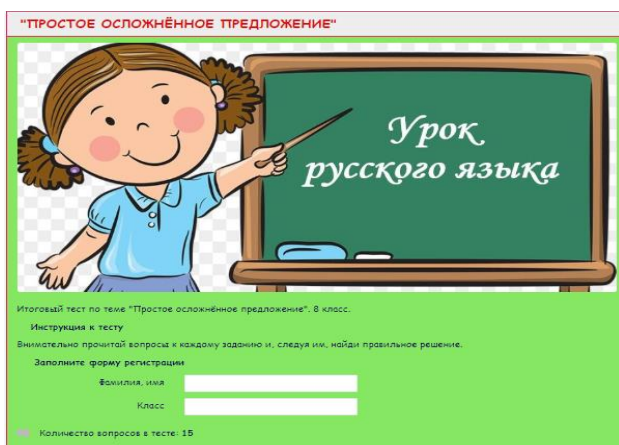 "ПРОСТОЕ ОСЛОЖНЁННОЕ ПРЕДЛОЖЕНИЕ"
Урок
русского языка
Итоговый тест по теме "Простое осложнённое предложение". 8 класс.
Инструкция к тесту
Внимательно прочитай вопросы к каждому заданию и, следуя им, найди правильное решение.
Заполните форму регистрации
Фамилия, имя
Класс
Количество вопросов в тесте: 15